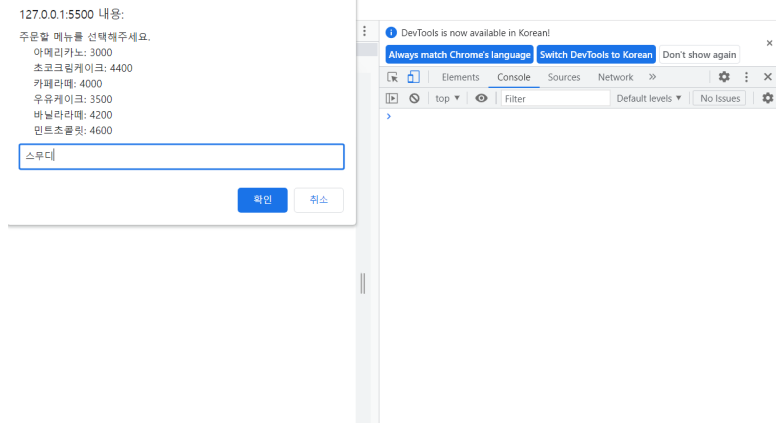 127.0.0.1:5500 내용:
주문할 메뉴를 선택해주세요.
아메리카노: 3000
초코크림케이크: 4400
카페라떼: 4000
우유케이크: 3500
바닐라라떼: 4200
민트초콜릿: 4600
스무디
확인
취소
DevTools is now available in Korean!
Always match Chrome's language
Switch DevTools to Korean
Don't show again
Elements
Console
Sources
Network
top
Filter
Default levels
No Issues